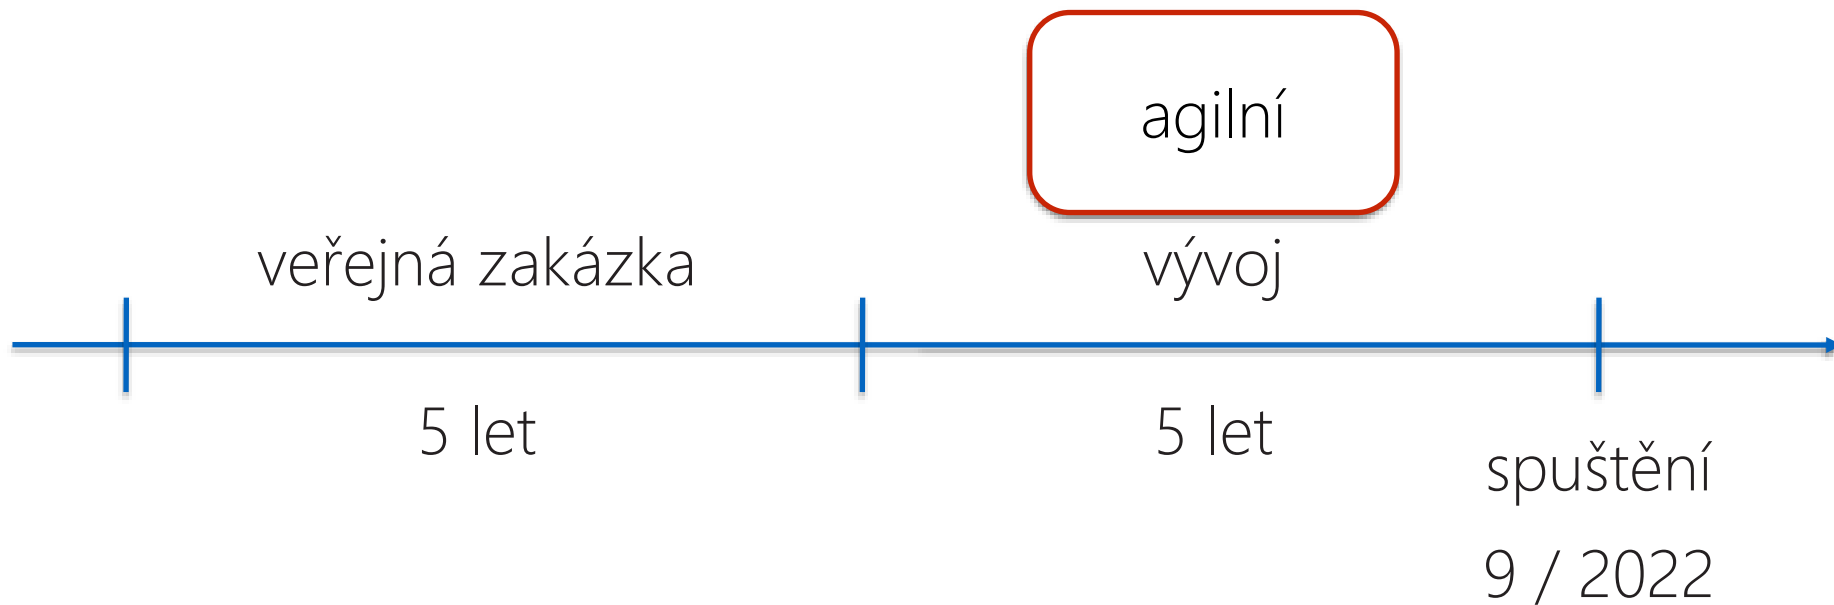 agilní
veřejná zakázka
vývoj
5 let
5 let
spuštění
9 / 2022